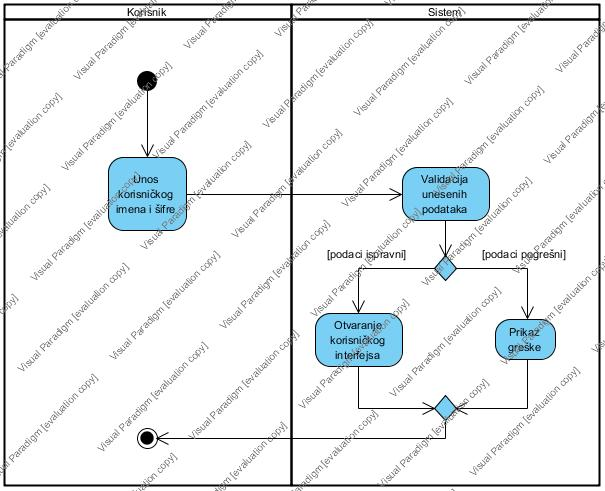 Korisnik
Sistem
Unos
korisničkog
imena i šifre
Validacija
unesenih
podataka
[podaci ispravni]
[podaci pogrešni]
Otvaranje
korisničkog
interfejsa
Prikaz
greške
Visual Paradigm [evaluation copy]